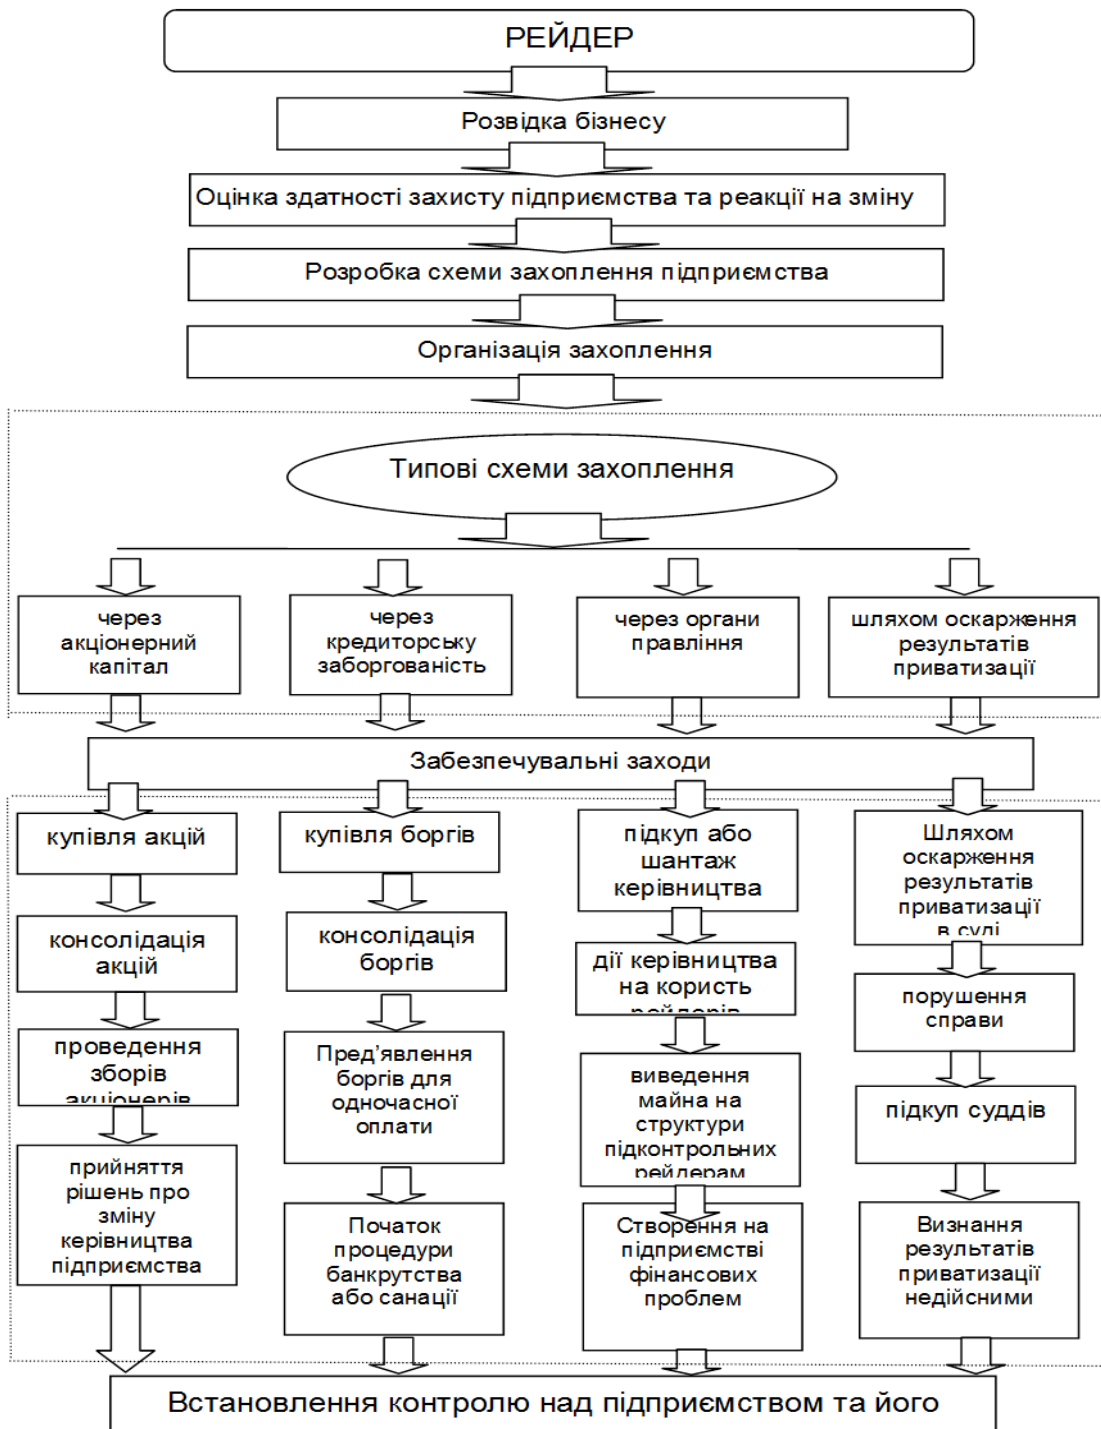 РЕЙДЕР
Розвідка бізнесу
Оцінка здатності захисту підприємства та реакції на зміну
Розробка схеми захоплення підприємства
Організація захоплення
Типові схеми захоплення
через
акціонерний
капітал
через
кредиторську
заборгованість
через органи
правління
шляхом оскарження
результатів
приватизації
Забезпечувальні заходи
купівля акцій
консолідація
акцій
проведення
зборів
акціонерів
прийняття
рішень про
зміну
керівництва
підприємства
купівля боргів
консолідація
боргів
Пред’явлення
боргів для
одночасної
оплати
Початок
процедури
банкрутства
або санації
підкуп або
шантаж
керівництва
дії керівництва
на користь
рейдерів
виведення
майна на
структури
підконтрольних
рейдерам
Створення на
підприємстві
фінансових
проблем
Шляхом
оскарження
результатів
приватизації
в суді
порушення
справи
підкуп суддів
Визнання
результатів
приватизації
недійсними
Встановлення контролю над підприємством та його